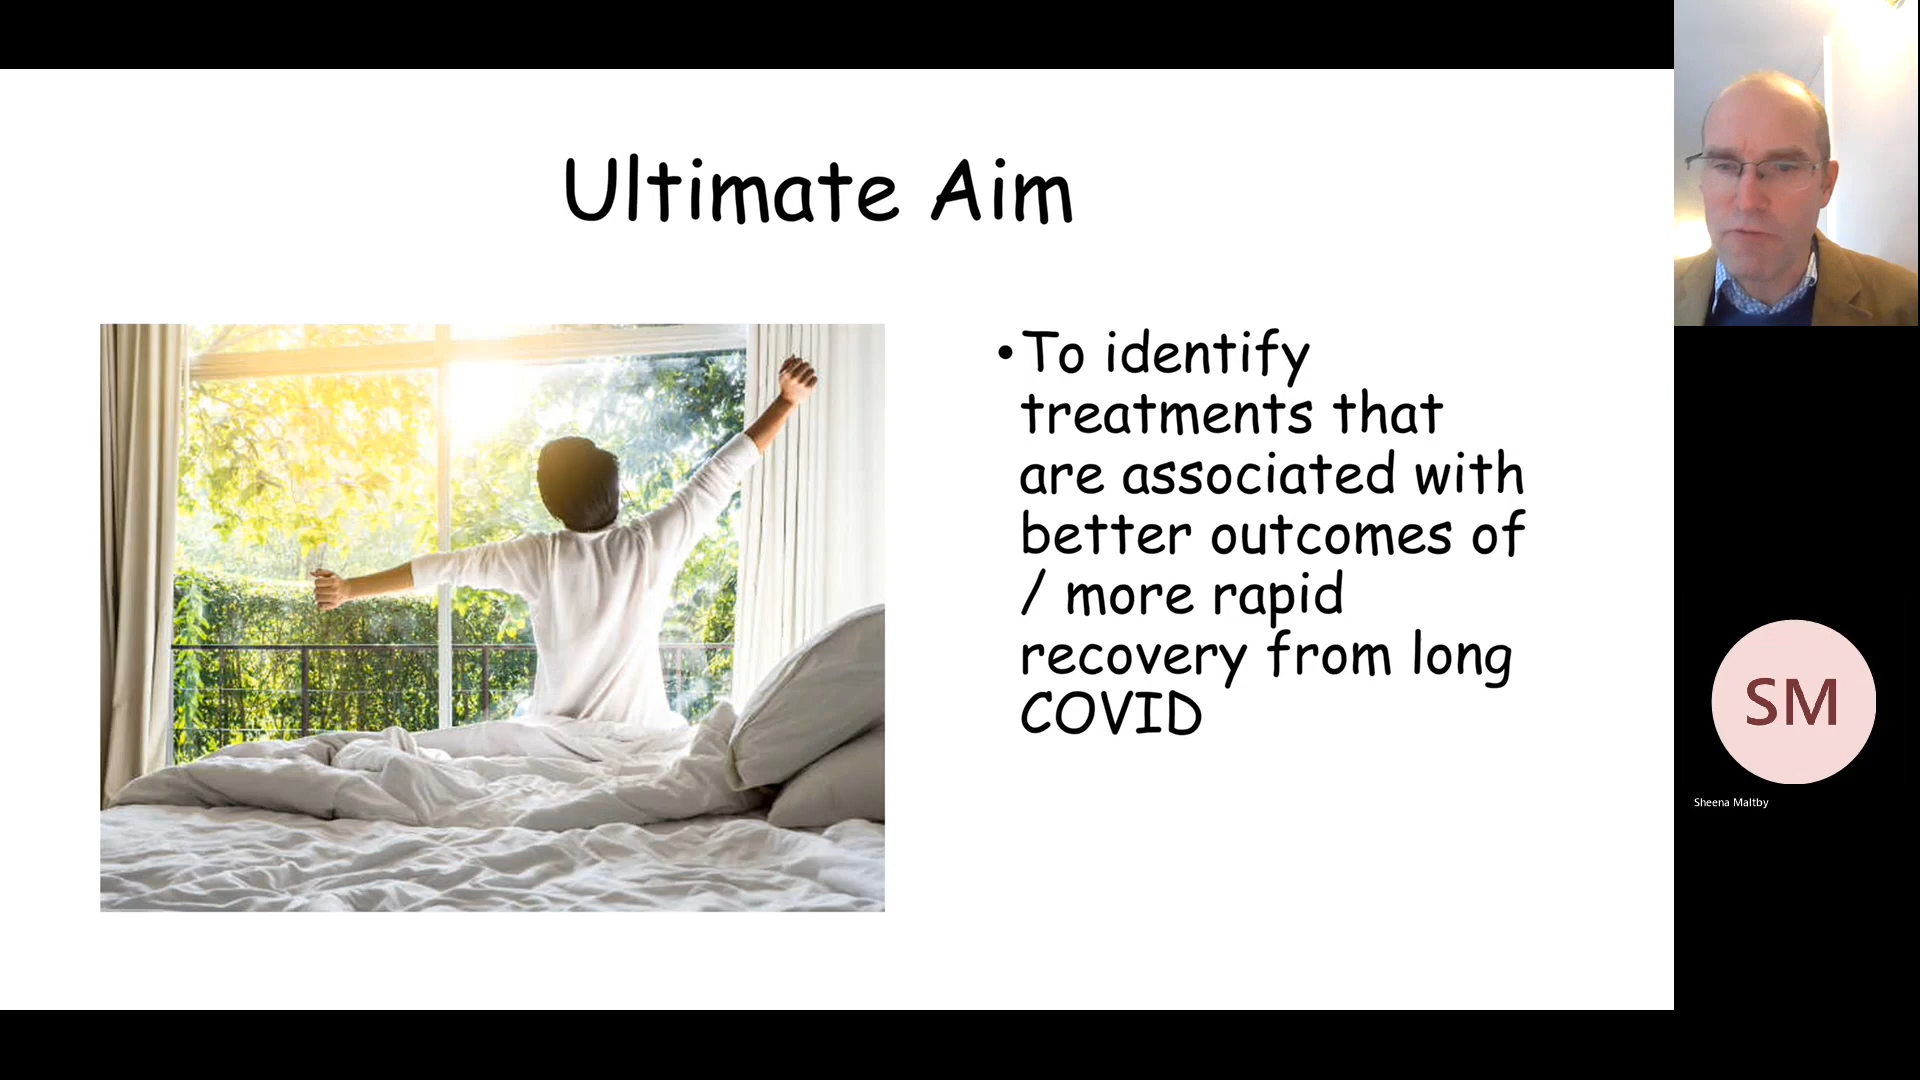 Ultimate Aim
•To identify
treatments that
are associated with
better outcomes of
/ more rapid
recovery from long
COVID
SM
Sheena Maltby